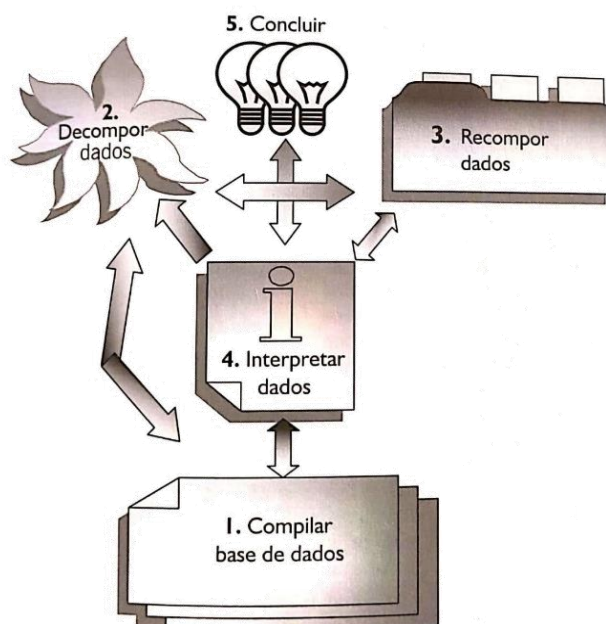 5. Concluir
2.
Decompor
dados
3. Recompor
dados
4. Interpretar
dados
1. Compilar
base de dados